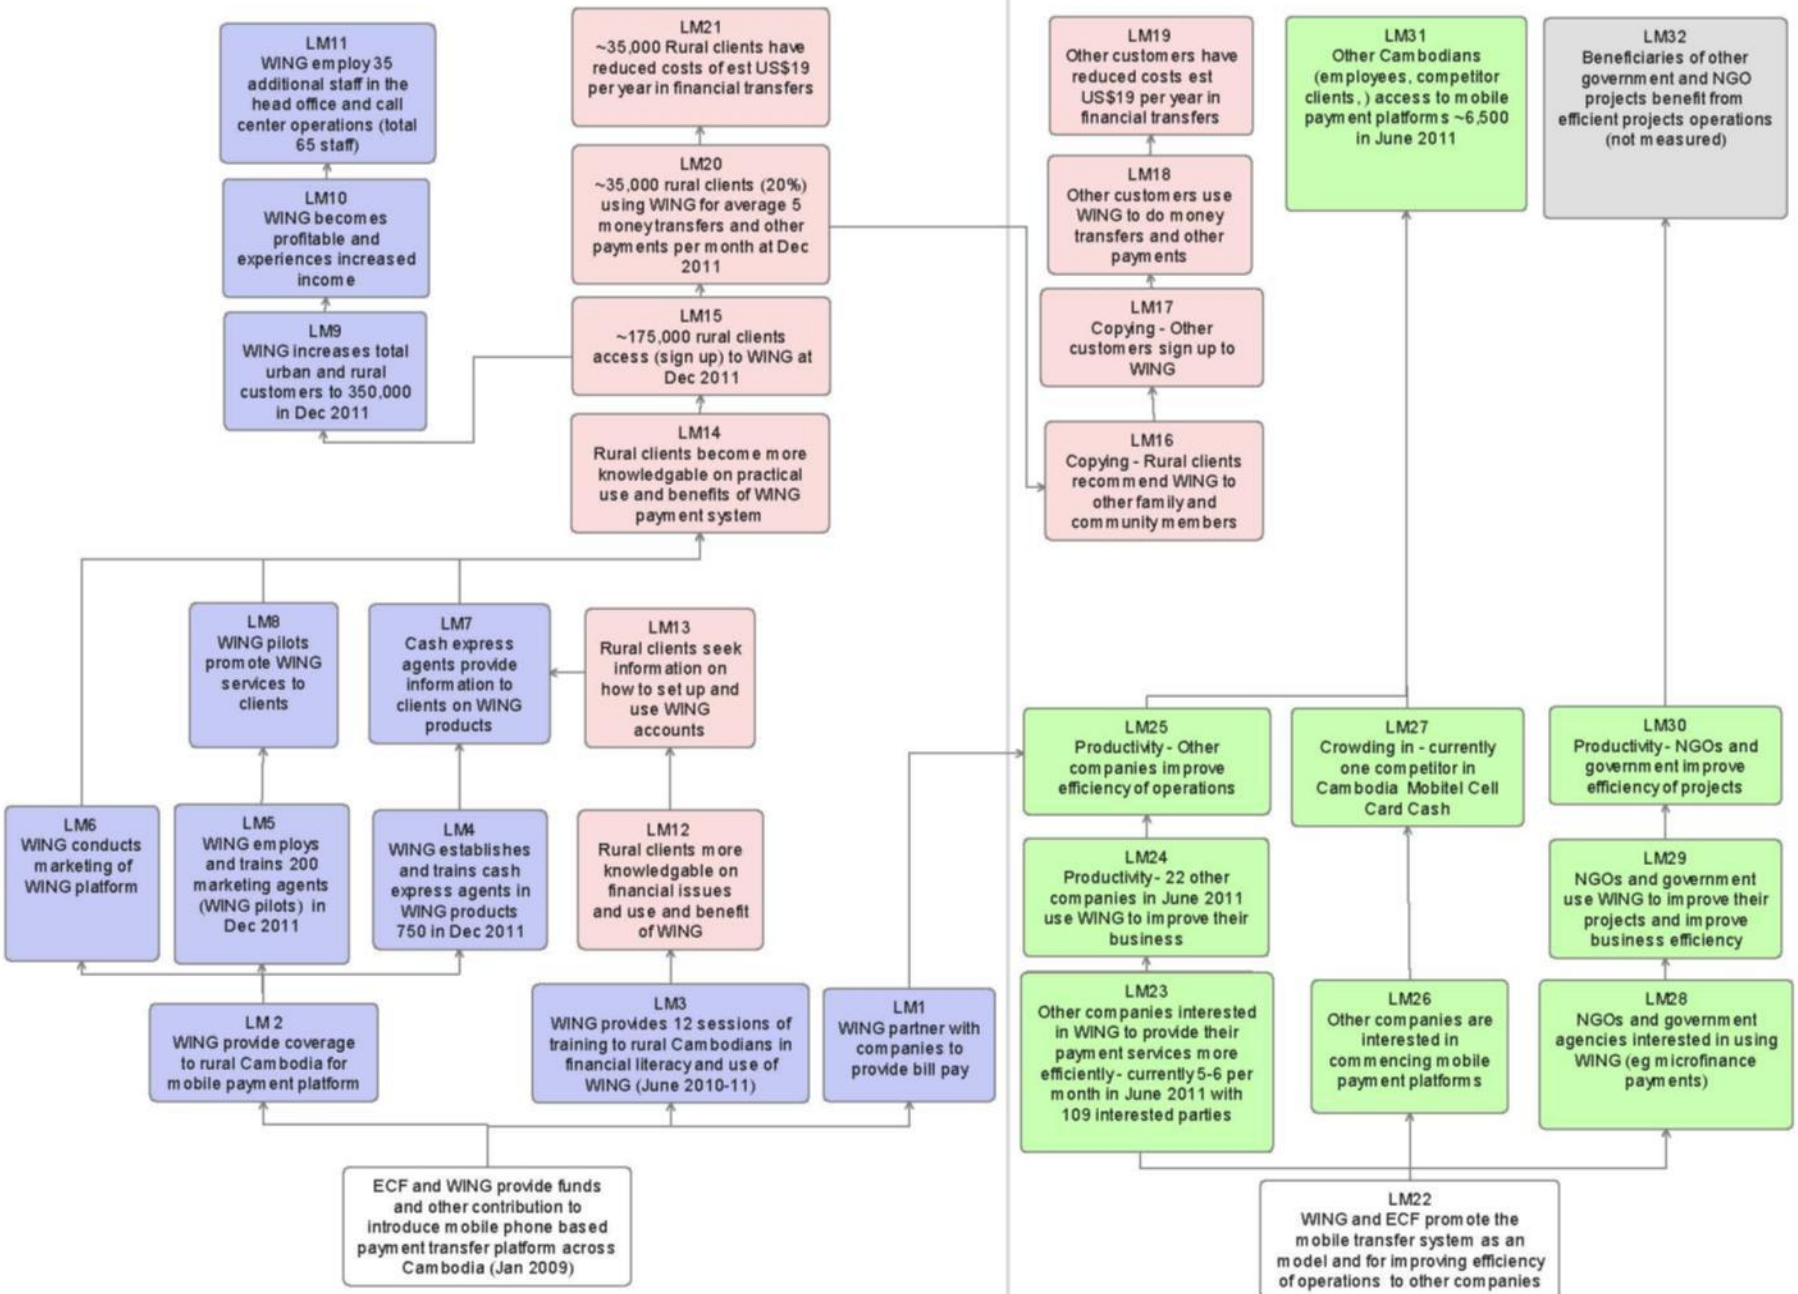 LM11
WING employ 35
additional staff in the
head office and call
center operations (total
65 staff)
LM10
WING becomes
profitable and
experiences increased
income
LM9
WING increases total
urban and rural
customers to 350,000
in Dec 2011
LM21
~35,000 Rural clients have
reduced costs of est US$19
per year in financial transfers
LM20
~35,000 rural clients (20%)
using WING for average 5
money transfers and other
payments per month at Dec
2011
LM15
~175,000 rural clients
access (sign up) to WING at
Dec 2011
LM14
Rural clients become more
knowledgable on practical
use and benefits of WING
payment system
LM19
Other customers have
reduced costs est
US$19 per year in
financial transfers
LM18
Other customers use
WING to do money
transfers and other
payments
LM17
Copying - Other
customers sign up to
WING
LM16
Copying - Rural clients
recommend WING to
other family and
community members
LM31
Other Cambodians
(employees, competitor
clients, ) access to mobile
payment platforms ~6,500
in June 2011
LM32
Beneficiaries of other
government and NGO
projects benefit from
efficient projects operations
(not measured)
LM8
WING pilots
promote WING
services to
clients
LM7
Cash express
agents provide
information to
clients on WING
products
LM13
Rural clients seek
information on
how to set up and
use WING
accounts
LM6
WING conducts
marketing of
WING platform
LM5
WING employs
and trains 200
marketing agents
(WING pilots) in
Dec 2011
LM4
WING establishes
and trains cash
express agents in
WING products
750 in Dec 2011
LM12
Rural clients more
knowledgable on
financial issues
and use and benefit
of WING
LM 2
WING provide coverage
to rural Cambodia for
mobile payment platform
LM3
WING provides 12 sessions of
training to rural Cambodians in
financial literacy and use of
WING (June 2010-11)
LM1
WING partner with
companies to
provide bill pay
ECF and WING provide funds
and other contribution to
introduce mobile phone based
payment transfer platform across
Cambodia (Jan 2009)
LM25
Productivity - Other
companies improve
efficiency of operations
LM24
Productivity - 22 other
companies in June 2011
use WING to improve their
business
LM23
Other companies interested
in WING to provide their
payment services more
efficiently - currently 5-6 per
month in June 2011 with
109 interested parties
LM27
Crowding in - currently
one competitor in
Cambodia Mobitel Cell
Card Cash
LM26
Other companies are
interested in
commencing mobile
payment platforms
LM30
Productivity - NGOs and
government improve
efficiency of projects
LM29
NGOs and government
use WING to improve their
projects and improve
business efficiency
LM28
NGOs and government
agencies interested in using
WING (eg microfinance
payments)
LM22
WING and ECF promote the
mobile transfer system as an
model and for improving efficiency
of operations to other companies